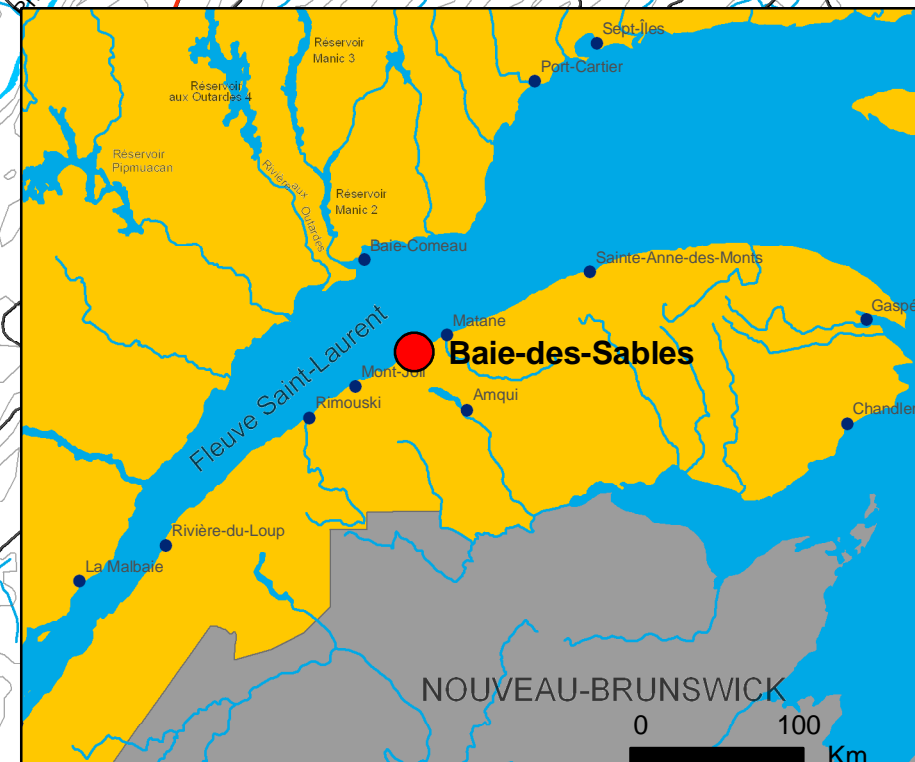 Sept-Îles
Réservoir
Manic 3
Port-Cartier
Réservoir
aux Outardes 4
Réservoir
Pipmuacan
Rivière aux
Outardes
Réservoir
Manic 2
Baie-Comeau
Sainte-Anne-des-Monts
Gaspé
Matane
Baie-des-Sables
Mont-Joli
Fleuve Saint-Laurent
Amqui
Rimouski
Chandler
Rivière-du-Loup
La Malbaie
NOUVEAU-BRUNSWICK
0 100
Km